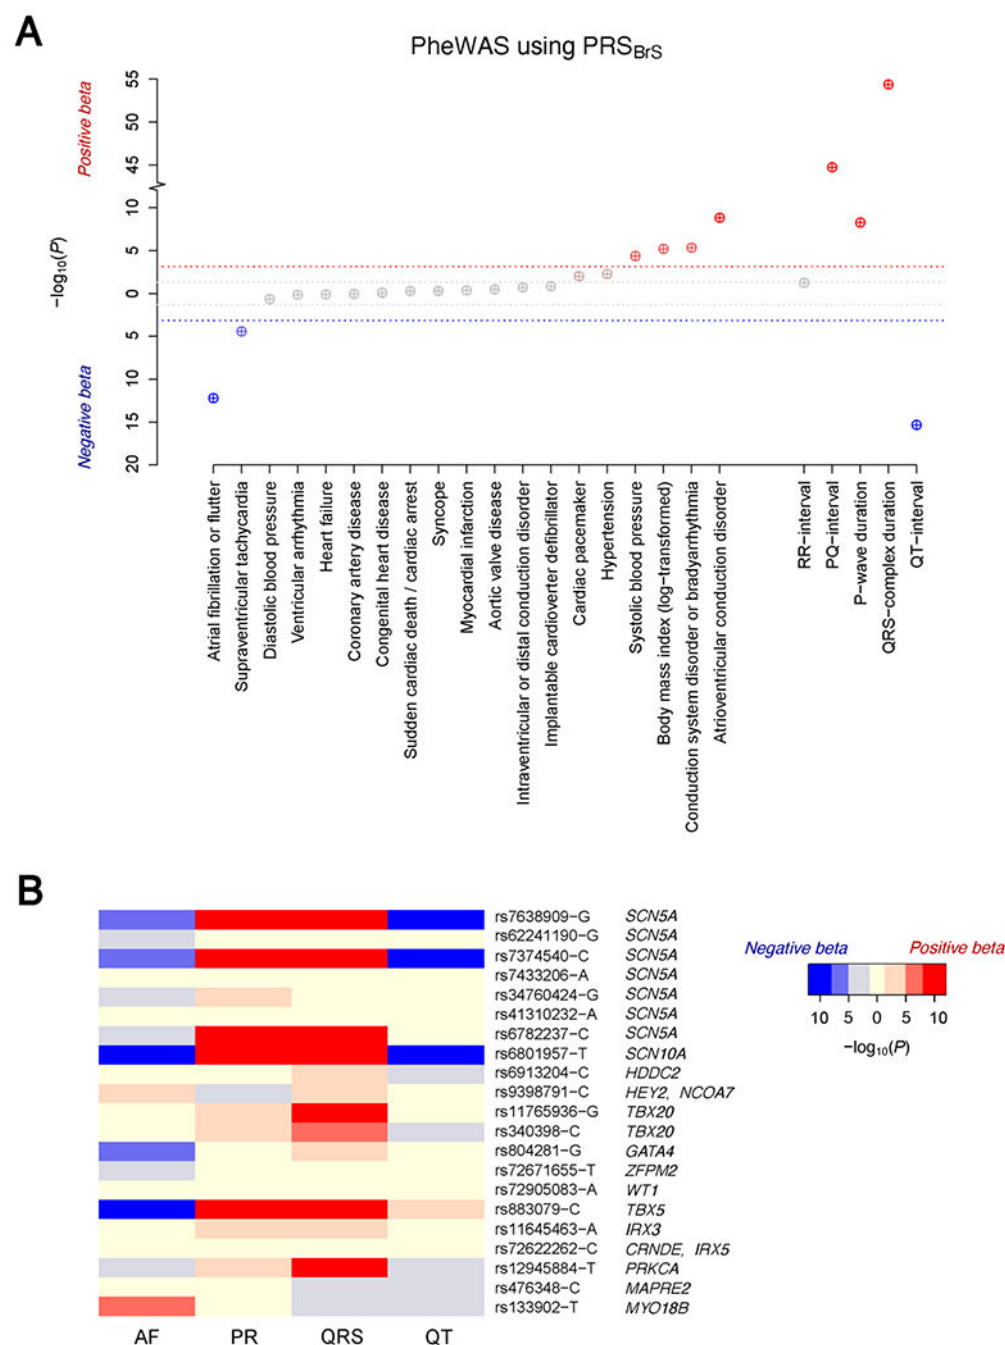 A
PheWAS using PRSBrS
Positive beta
Negative beta
−log10(P)
55
50
45
10
5
0
5
10
15
20
Atrial fibrillation or flutter
Supraventricular tachycardia
Diastolic blood pressure
Ventricular arrhythmia
Heart failure
Coronary artery disease
Congenital heart disease
Sudden cardiac death / cardiac arrest
Syncope
Myocardial infarction
Aortic valve disease
Intraventricular or distal conduction disorder
Implantable cardioverter defibrillator
Cardiac pacemaker
Hypertension
Systolic blood pressure
Body mass index (log−transformed)
Conduction system disorder or bradyarrhythmia
Atrioventricular conduction disorder
RR−interval
PQ−interval
P−wave duration
QRS−complex duration
QT−interval
B
rs7638909−G SCN5A
rs62241190−G SCN5A
rs7374540−C SCN5A
rs7433206−A SCN5A
rs34760424−G SCN5A
rs41310232−A SCN5A
rs6782237−C SCN5A
rs6801957−T SCN10A
rs6913204−C HDDC2
rs9398791−C HEY2, NCOA7
rs11765936−G TBX20
rs340398−C TBX20
rs804281−G GATA4
rs72671655−T ZFPM2
rs72905083−A WT1
rs883079−C TBX5
rs11645463−A IRX3
rs72622262−C CRNDE, IRX5
rs12945884−T PRKCA
rs476348−C MAPRE2
rs133902−T MYO18B
AF PR QRS QT
Negative beta Positive beta
10 5 0 5 10
−log10(P)